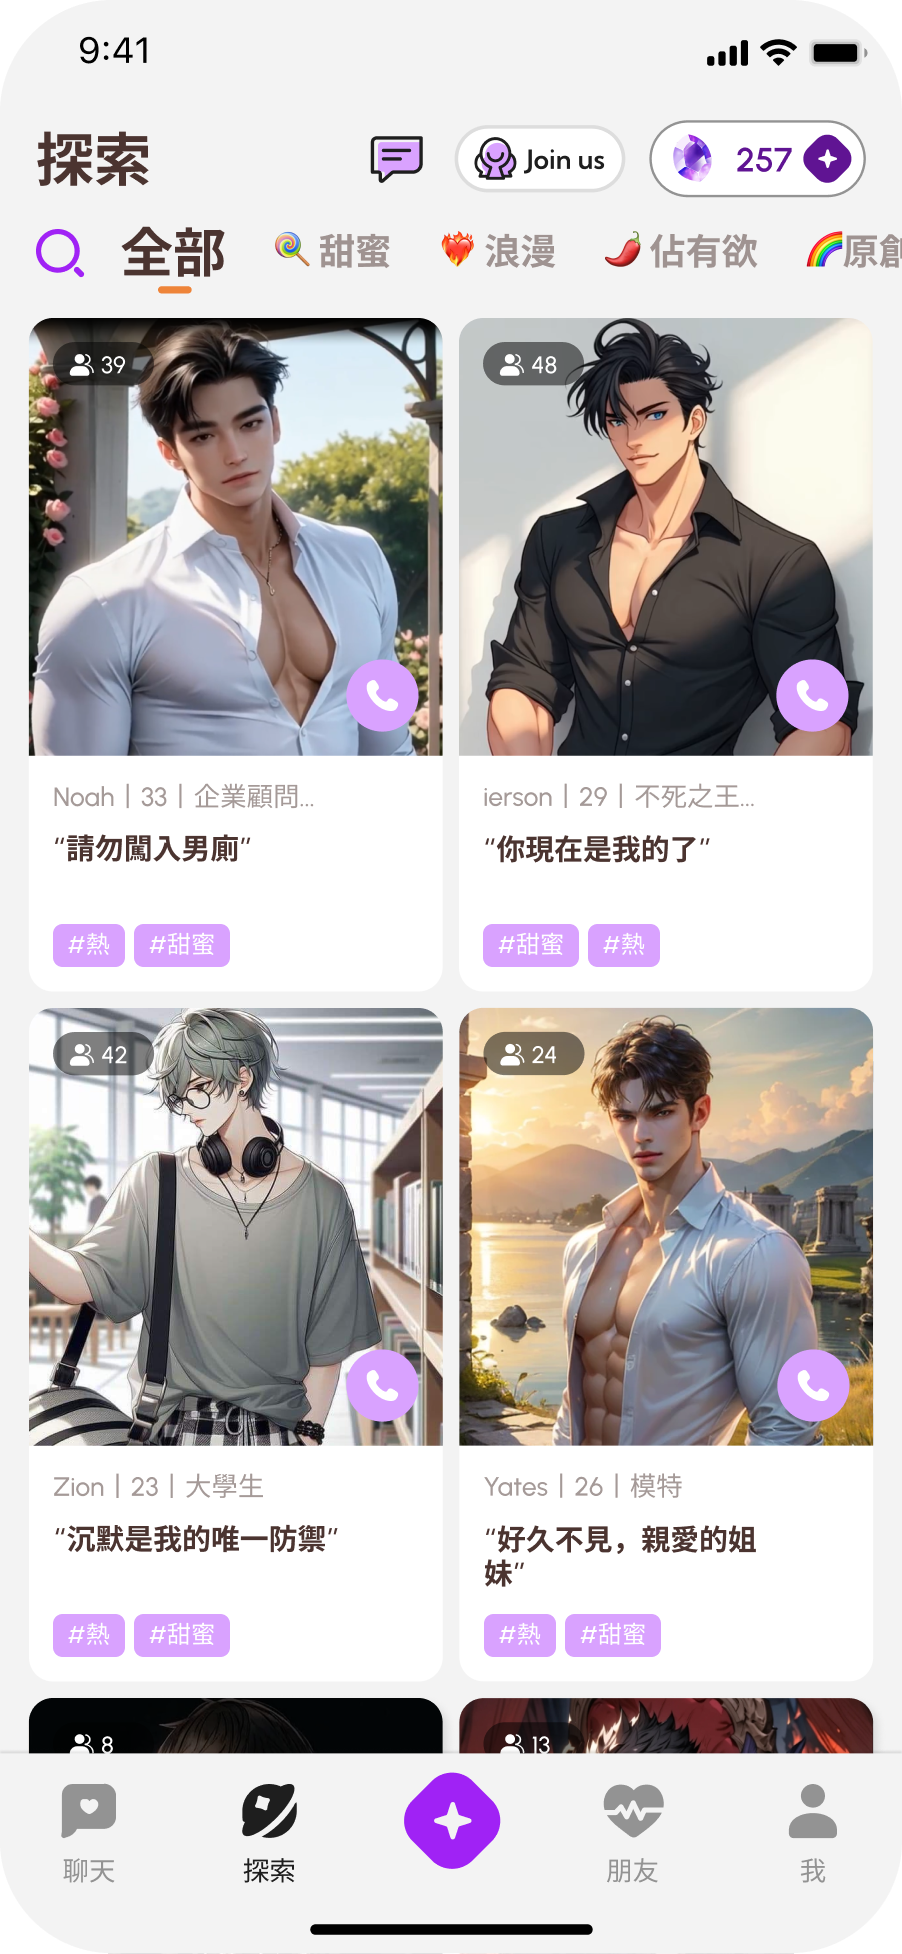 9:41
探索
Join us
257
全部
甜蜜
浪漫
佔有欲
原創
39
48
Noah | 33 | 企業顧問...
ierson | 29 | 不死之王...
“請勿闖入男廁”
“你現在是我的了”
#熱 #甜蜜
#甜蜜 #熱
42
24
Zion | 23 | 大學生
Yates | 26 | 模特
“沉默是我的唯一防禦”
“好久不見，親愛的姐
妹”
#熱 #甜蜜
#熱 #甜蜜
8
13
聊天
探索
朋友
我